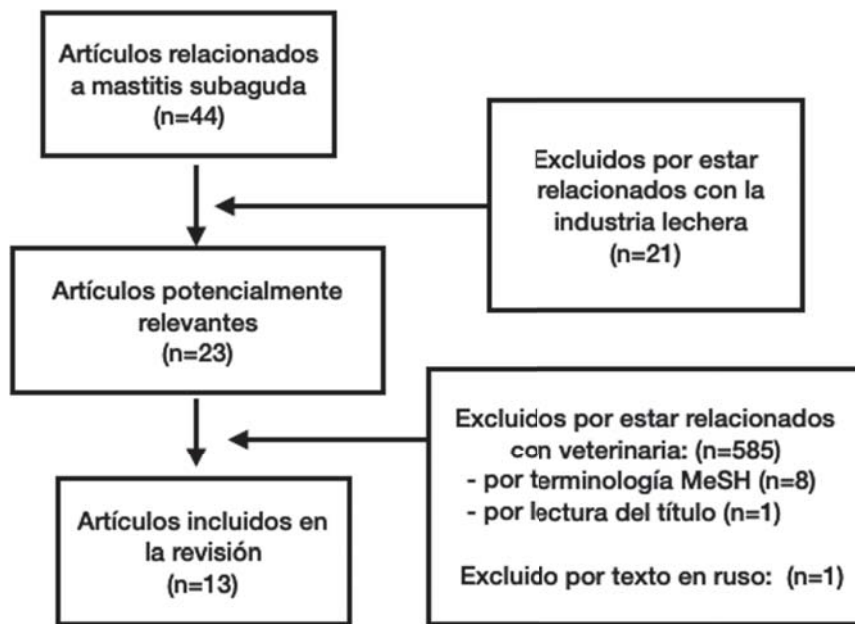 Artículos relacionados
a mastitis subaguda
(n=44)
Excluidos por estar
relacionados con la
industria lechera
(n=21)
Artículos potencialmente
relevantes
(n=23)
Excluidos por estar relacionados
con veterinaria: (n=585)
- por terminología MeSH (n=8)
- por lectura del título (n=1)
Excluido por texto en ruso: (n=1)
Artículos incluidos en
la revisión
(n=13)